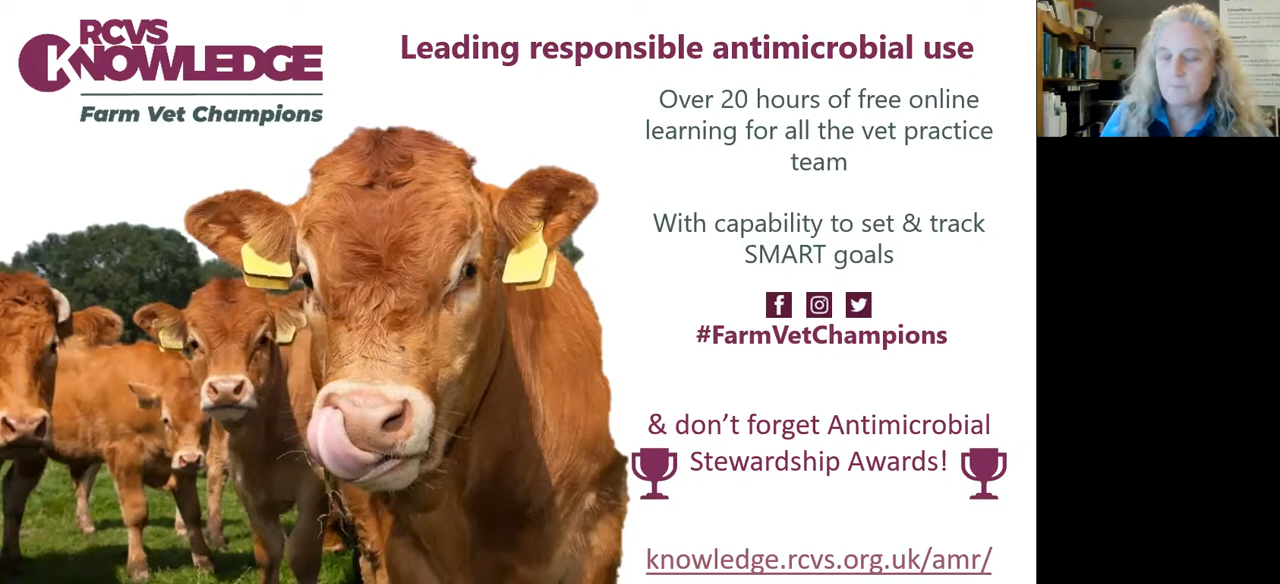 RCVS
KNOWLEDGE
Farm Vet Champions
Leading responsible antimicrobial use
Over 20 hours of free online
learning for all the vet practice
team
With capability to set & track
SMART goals
#FarmVetChampions
& don't forget Antimicrobial
Stewardship Awards!
knowledge.rcvs.org.uk/amr/
Consultancy